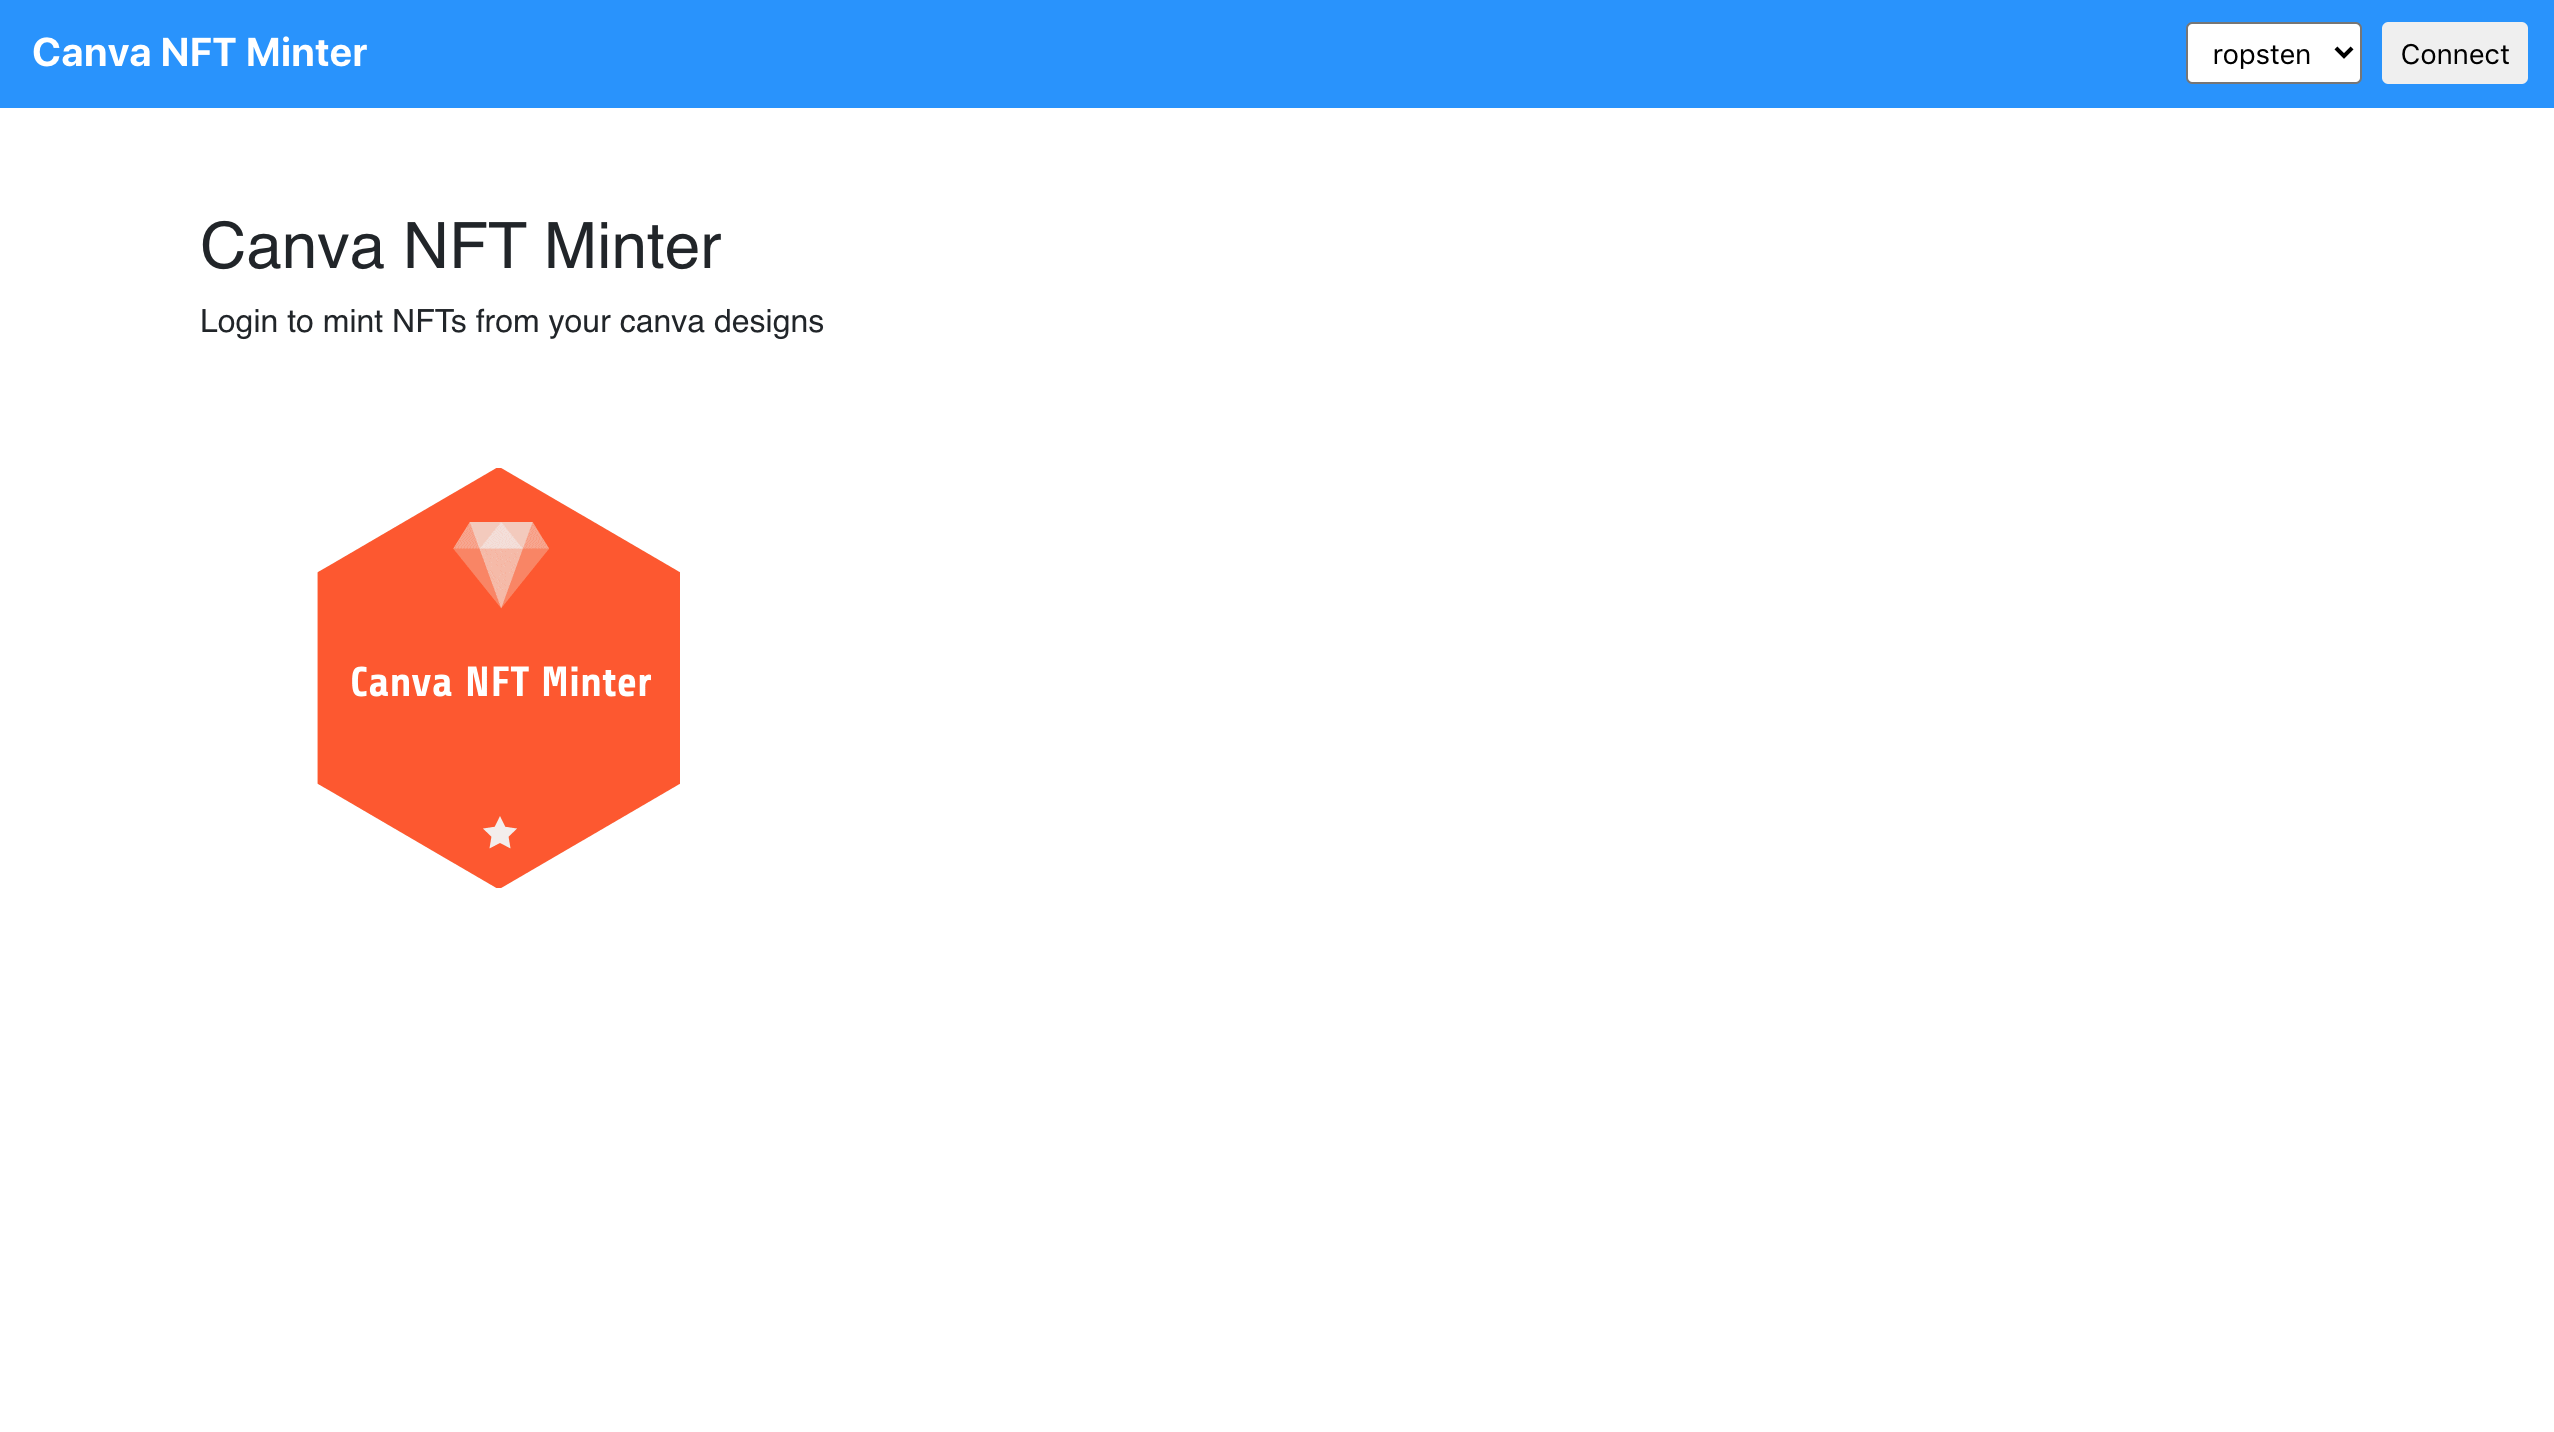 Canva NFT Minter
ropsten
Connect
Canva NFT Minter
Login to mint NFTs from your canva designs
Canva NFT Minter